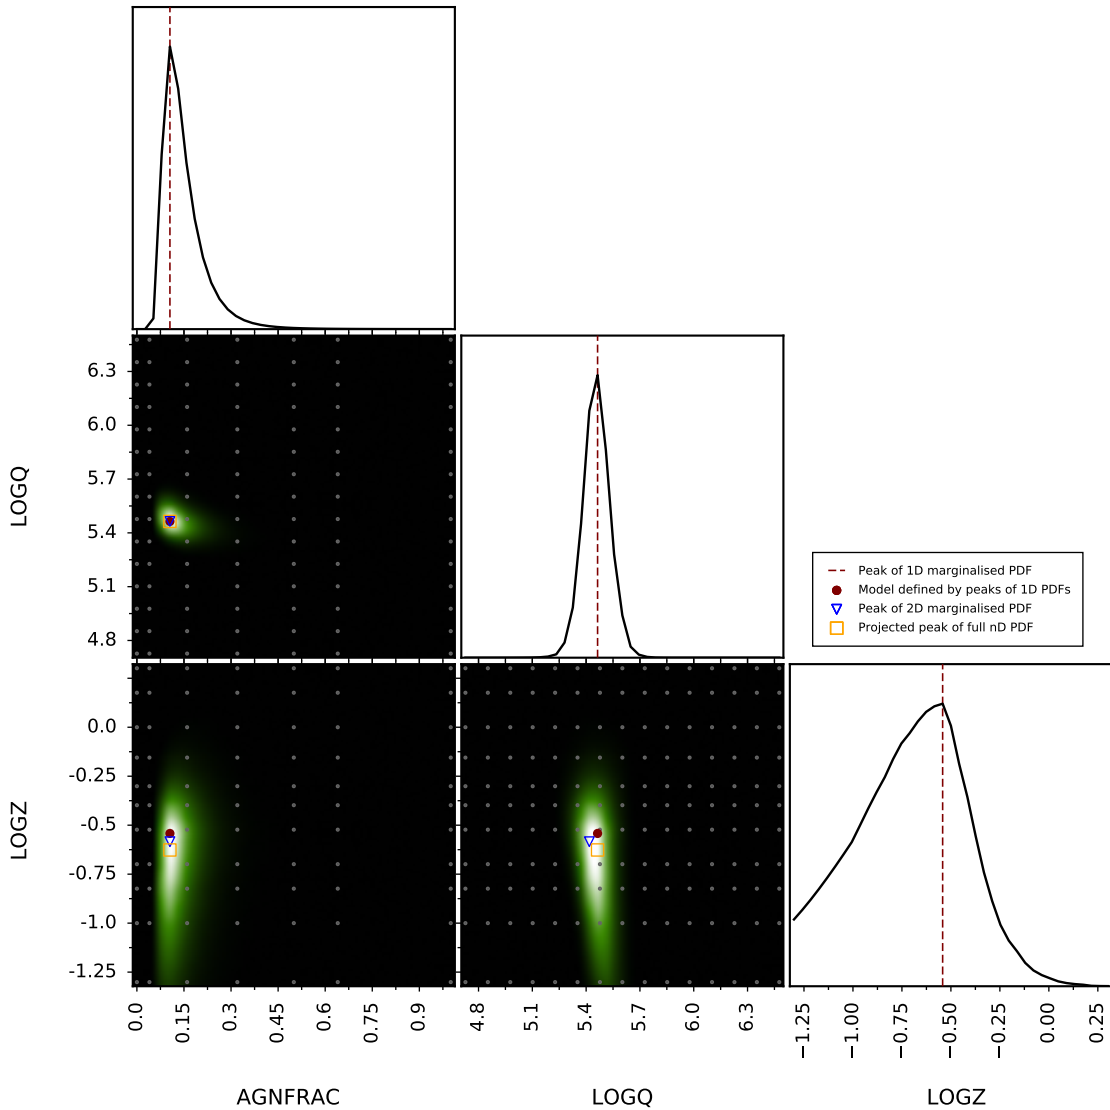 LOGQ
6.3
6.0
5.7
5.4
5.1
4.8
Peak of 1D marginalised PDF
Model defined by peaks of 1D PDFs
Peak of 2D marginalised PDF
Projected peak of full nD PDF
LOGZ
0.0
-0.25
-0.5
-0.75
-1.0
-1.25
0.0 0.15 0.3 0.45 0.6 0.75 0.9
4.8 5.1 5.4 5.7 6.0 6.3
−1.25 −1.00 −0.75 −0.50 −0.25 0.00 0.25
AGNFRAC LOGQ LOGZ